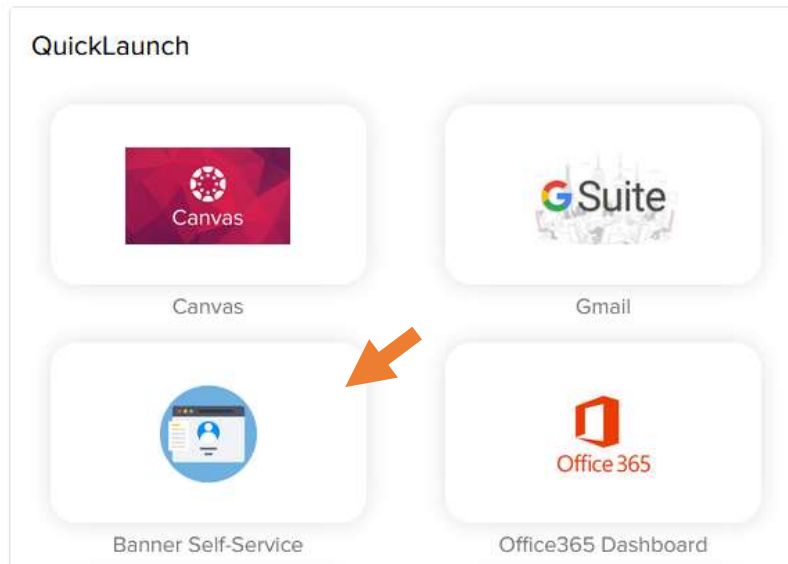 QuickLaunch
Canvas
G Suite
Canvas
Gmail
Office 365
Banner Self-Service
Office365 Dashboard